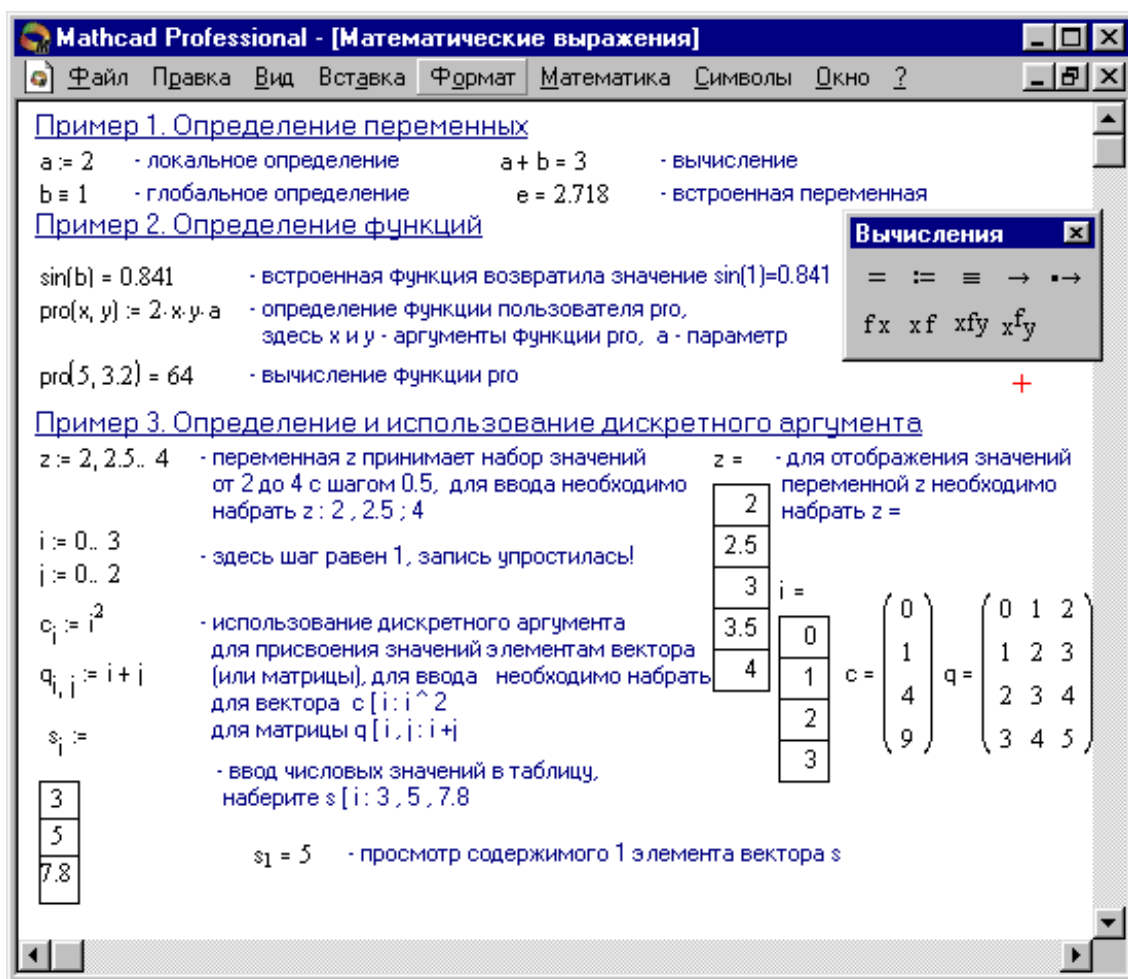 Mathcad Professional - [Математические выражения]
Файл Правка Вид Вставка Формат Математика Символы Окно ?
Пример 1. Определение переменных
a := 2 - локальное определение a + b = 3 - вычисление
b ≡ 1 - глобальное определение e = 2.718 - встроенная переменная
Пример 2. Определение функций
Вычисления
= := ≡ → ▪→
fx xf xfy xfy
sin(b) = 0.841 - встроенная функция возвратила значение sin(1)=0.841
pro(x, y) := 2·x·y·a - определение функции пользователя pro,
здесь x и y - аргументы функции pro, a - параметр
pro(5, 3.2) = 64 - вычисление функции pro
Пример 3. Определение и использование дискретного аргумента
z := 2, 2.5.. 4 - переменная z принимает набор значений
от 2 до 4 с шагом 0.5, для ввода необходимо
набрать z : 2 , 2.5 ; 4
z = - для отображения значений
переменной z необходимо
набрать z =
2
2.5
3
3.5
4
i := 0.. 3
j := 0.. 2
- здесь шаг равен 1, запись упростилась!
i =
0
1
2
3
c_i := i^2 - использование дискретного аргумента
для присвоения значений элементам вектора
q_i, j := i + j (или матрицы), для ввода необходимо набрать
для вектора c [ i : i ^ 2
для матрицы q [ i , j : i +j
c =
0
1
4
9
q =
0 1 2
1 2 3
2 3 4
3 4 5
s_i :=
3
5
7.8
- ввод числовых значений в таблицу,
наберите s [ i : 3 , 5 , 7.8
s_1 = 5 - просмотр содержимого 1 элемента вектора s